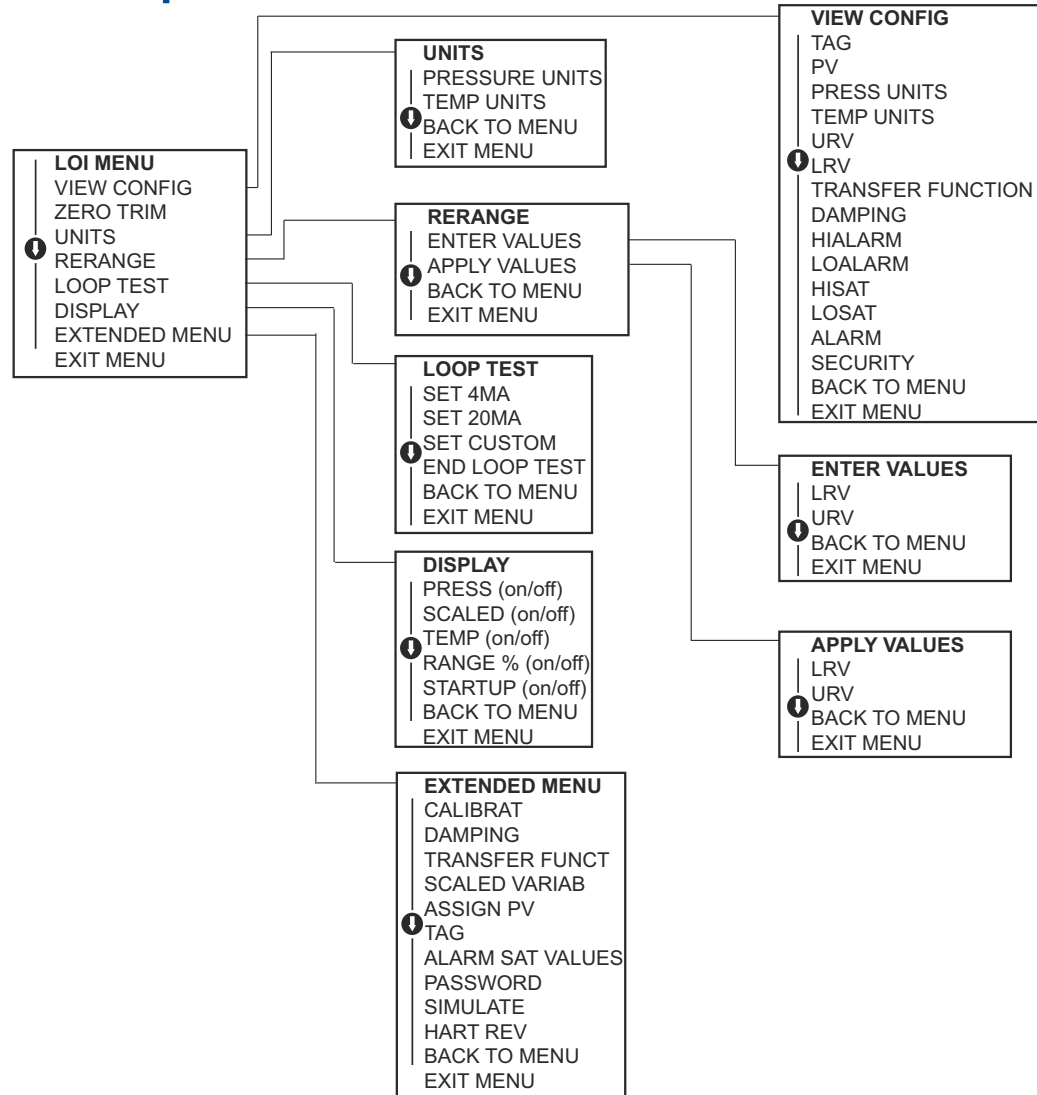 LOI MENU
VIEW CONFIG
ZERO TRIM
UNITS
RERANGE
LOOP TEST
DISPLAY
EXTENDED MENU
EXIT MENU
UNITS
PRESSURE UNITS
TEMP UNITS
BACK TO MENU
EXIT MENU
RERANGE
ENTER VALUES
APPLY VALUES
BACK TO MENU
EXIT MENU
LOOP TEST
SET 4MA
SET 20MA
SET CUSTOM
END LOOP TEST
BACK TO MENU
EXIT MENU
DISPLAY
PRESS (on/off)
SCALED (on/off)
TEMP (on/off)
RANGE % (on/off)
STARTUP (on/off)
BACK TO MENU
EXIT MENU
EXTENDED MENU
CALIBRAT
DAMPING
TRANSFER FUNCT
SCALED VARIAB
ASSIGN PV
TAG
ALARM SAT VALUES
PASSWORD
SIMULATE
HART REV
BACK TO MENU
EXIT MENU
VIEW CONFIG
TAG
PV
PRESS UNITS
TEMP UNITS
URV
LRV
TRANSFER FUNCTION
DAMPING
HIALARM
LOALARM
HISAT
LOSAT
ALARM
SECURITY
BACK TO MENU
EXIT MENU
ENTER VALUES
LRV
URV
BACK TO MENU
EXIT MENU
APPLY VALUES
LRV
URV
BACK TO MENU
EXIT MENU